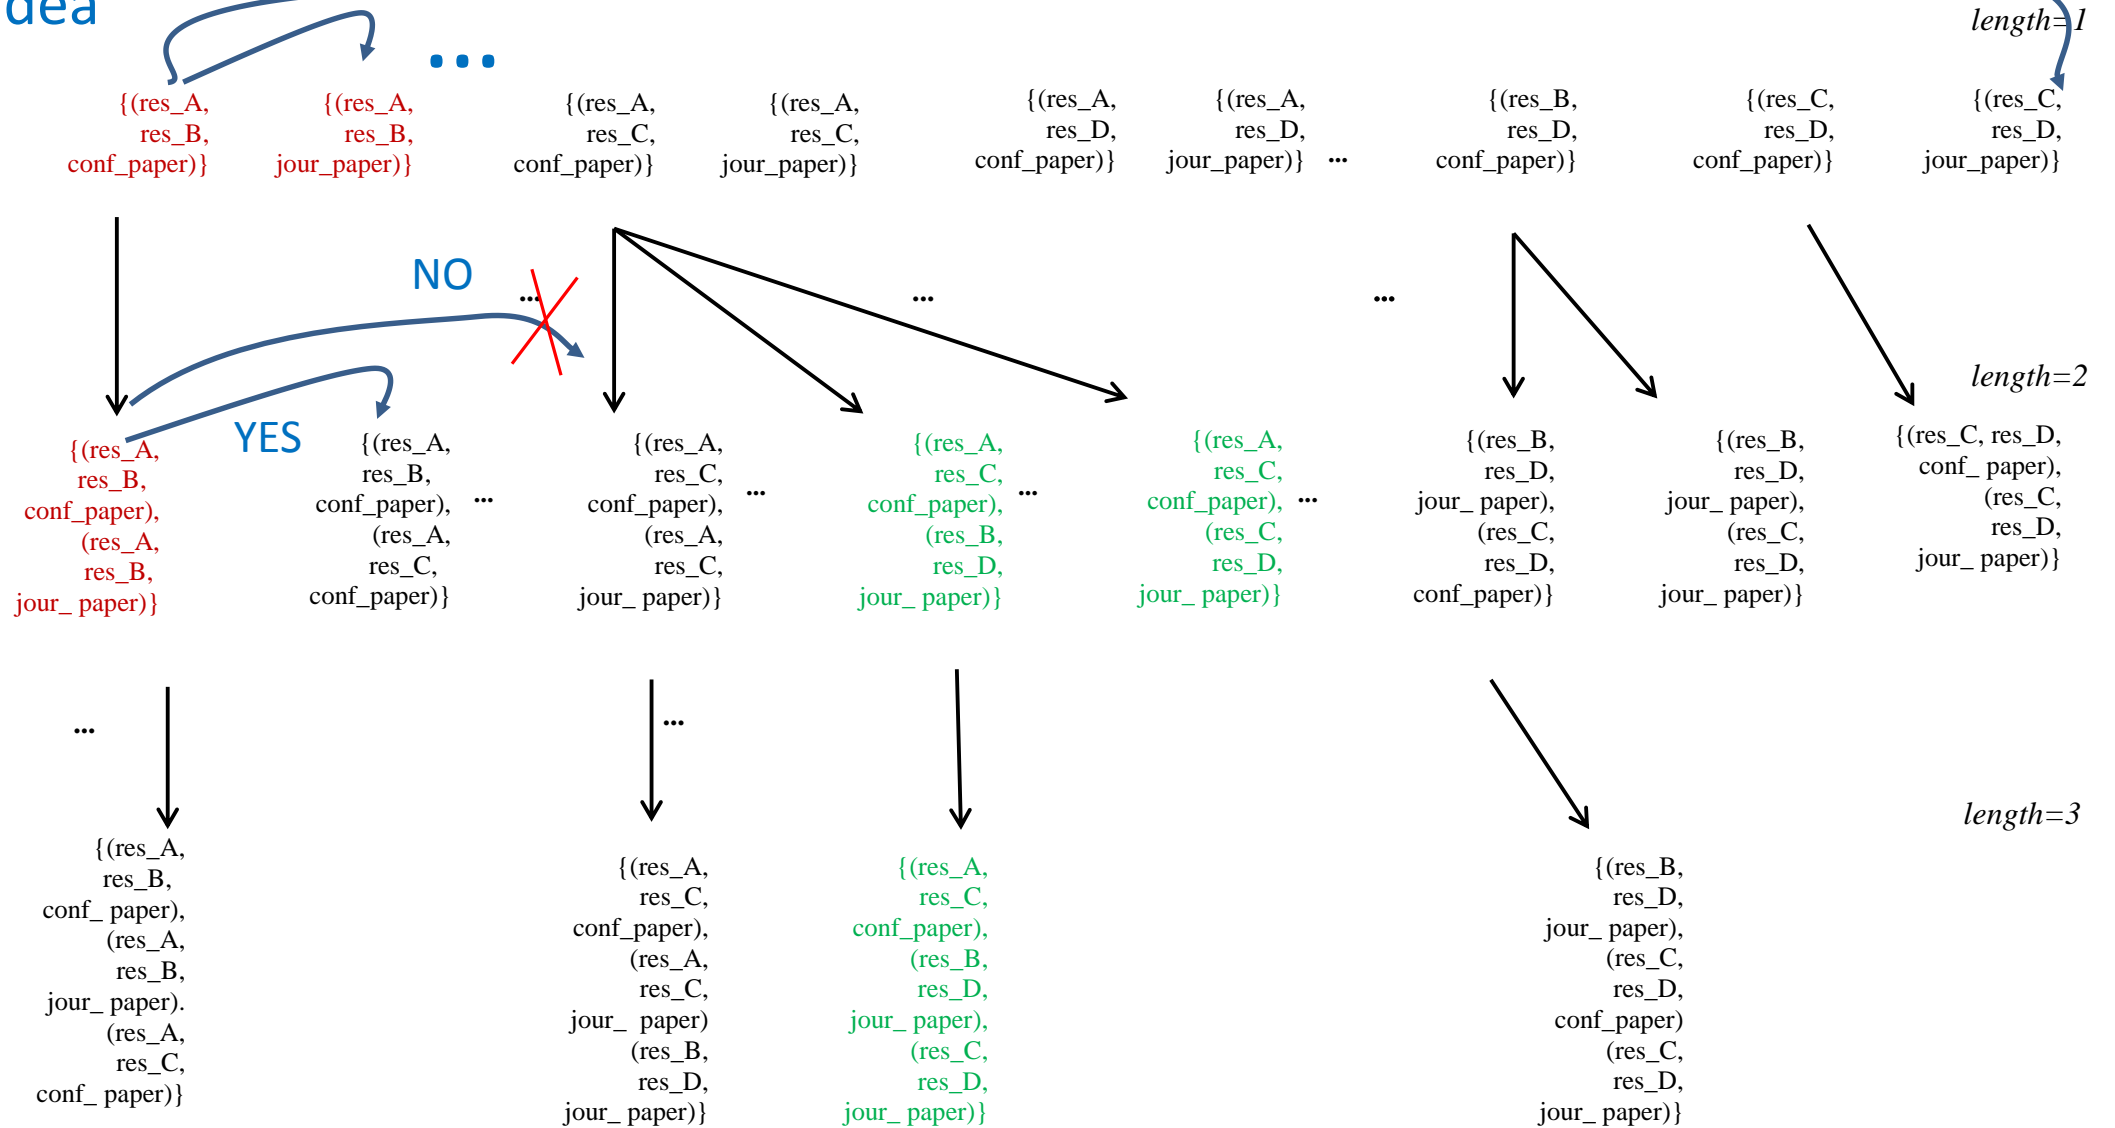 dea
length=1
...
{(res_A,
res_B,
conf_paper)}
{(res_A,
res_B,
jour_paper)}
{(res_A,
res_C,
conf_paper)}
{(res_A,
res_C,
jour_paper)}
{(res_A,
res_D,
conf_paper)}
{(res_A,
res_D,
jour_paper)}
...
{(res_B,
res_D,
conf_paper)}
{(res_C,
res_D,
conf_paper)}
{(res_C,
res_D,
jour_paper)}
NO
...
...
...
length=2
YES
{(res_A,
res_B,
conf_paper),
(res_A,
res_B,
jour_ paper)}
{(res_A,
res_B,
conf_paper),
(res_A,
res_C,
conf_paper)}
...
{(res_A,
res_C,
conf_paper),
(res_A,
res_C,
jour_ paper)}
...
{(res_A,
res_C,
conf_paper),
(res_B,
res_D,
jour_ paper)}
...
{(res_A,
res_C,
conf_paper),
(res_C,
res_D,
jour_ paper)}
...
{(res_B,
res_D,
jour_ paper),
(res_C,
res_D,
conf_paper)}
{(res_B,
res_D,
jour_ paper),
(res_C,
res_D,
jour_ paper)}
{(res_C, res_D,
conf_ paper),
(res_C,
res_D,
jour_ paper)}
...
...
length=3
{(res_A,
res_B,
conf_ paper),
(res_A,
res_B,
jour_ paper).
(res_A,
res_C,
conf_ paper)}
{(res_A,
res_C,
conf_paper),
(res_A,
res_C,
jour_ paper)
(res_B,
res_D,
jour_ paper)}
{(res_A,
res_C,
conf_paper),
(res_B,
res_D,
jour_ paper),
(res_C,
res_D,
jour_ paper)}
{(res_B,
res_D,
jour_ paper),
(res_C,
res_D,
conf_paper)
(res_C,
res_D,
jour_ paper)}